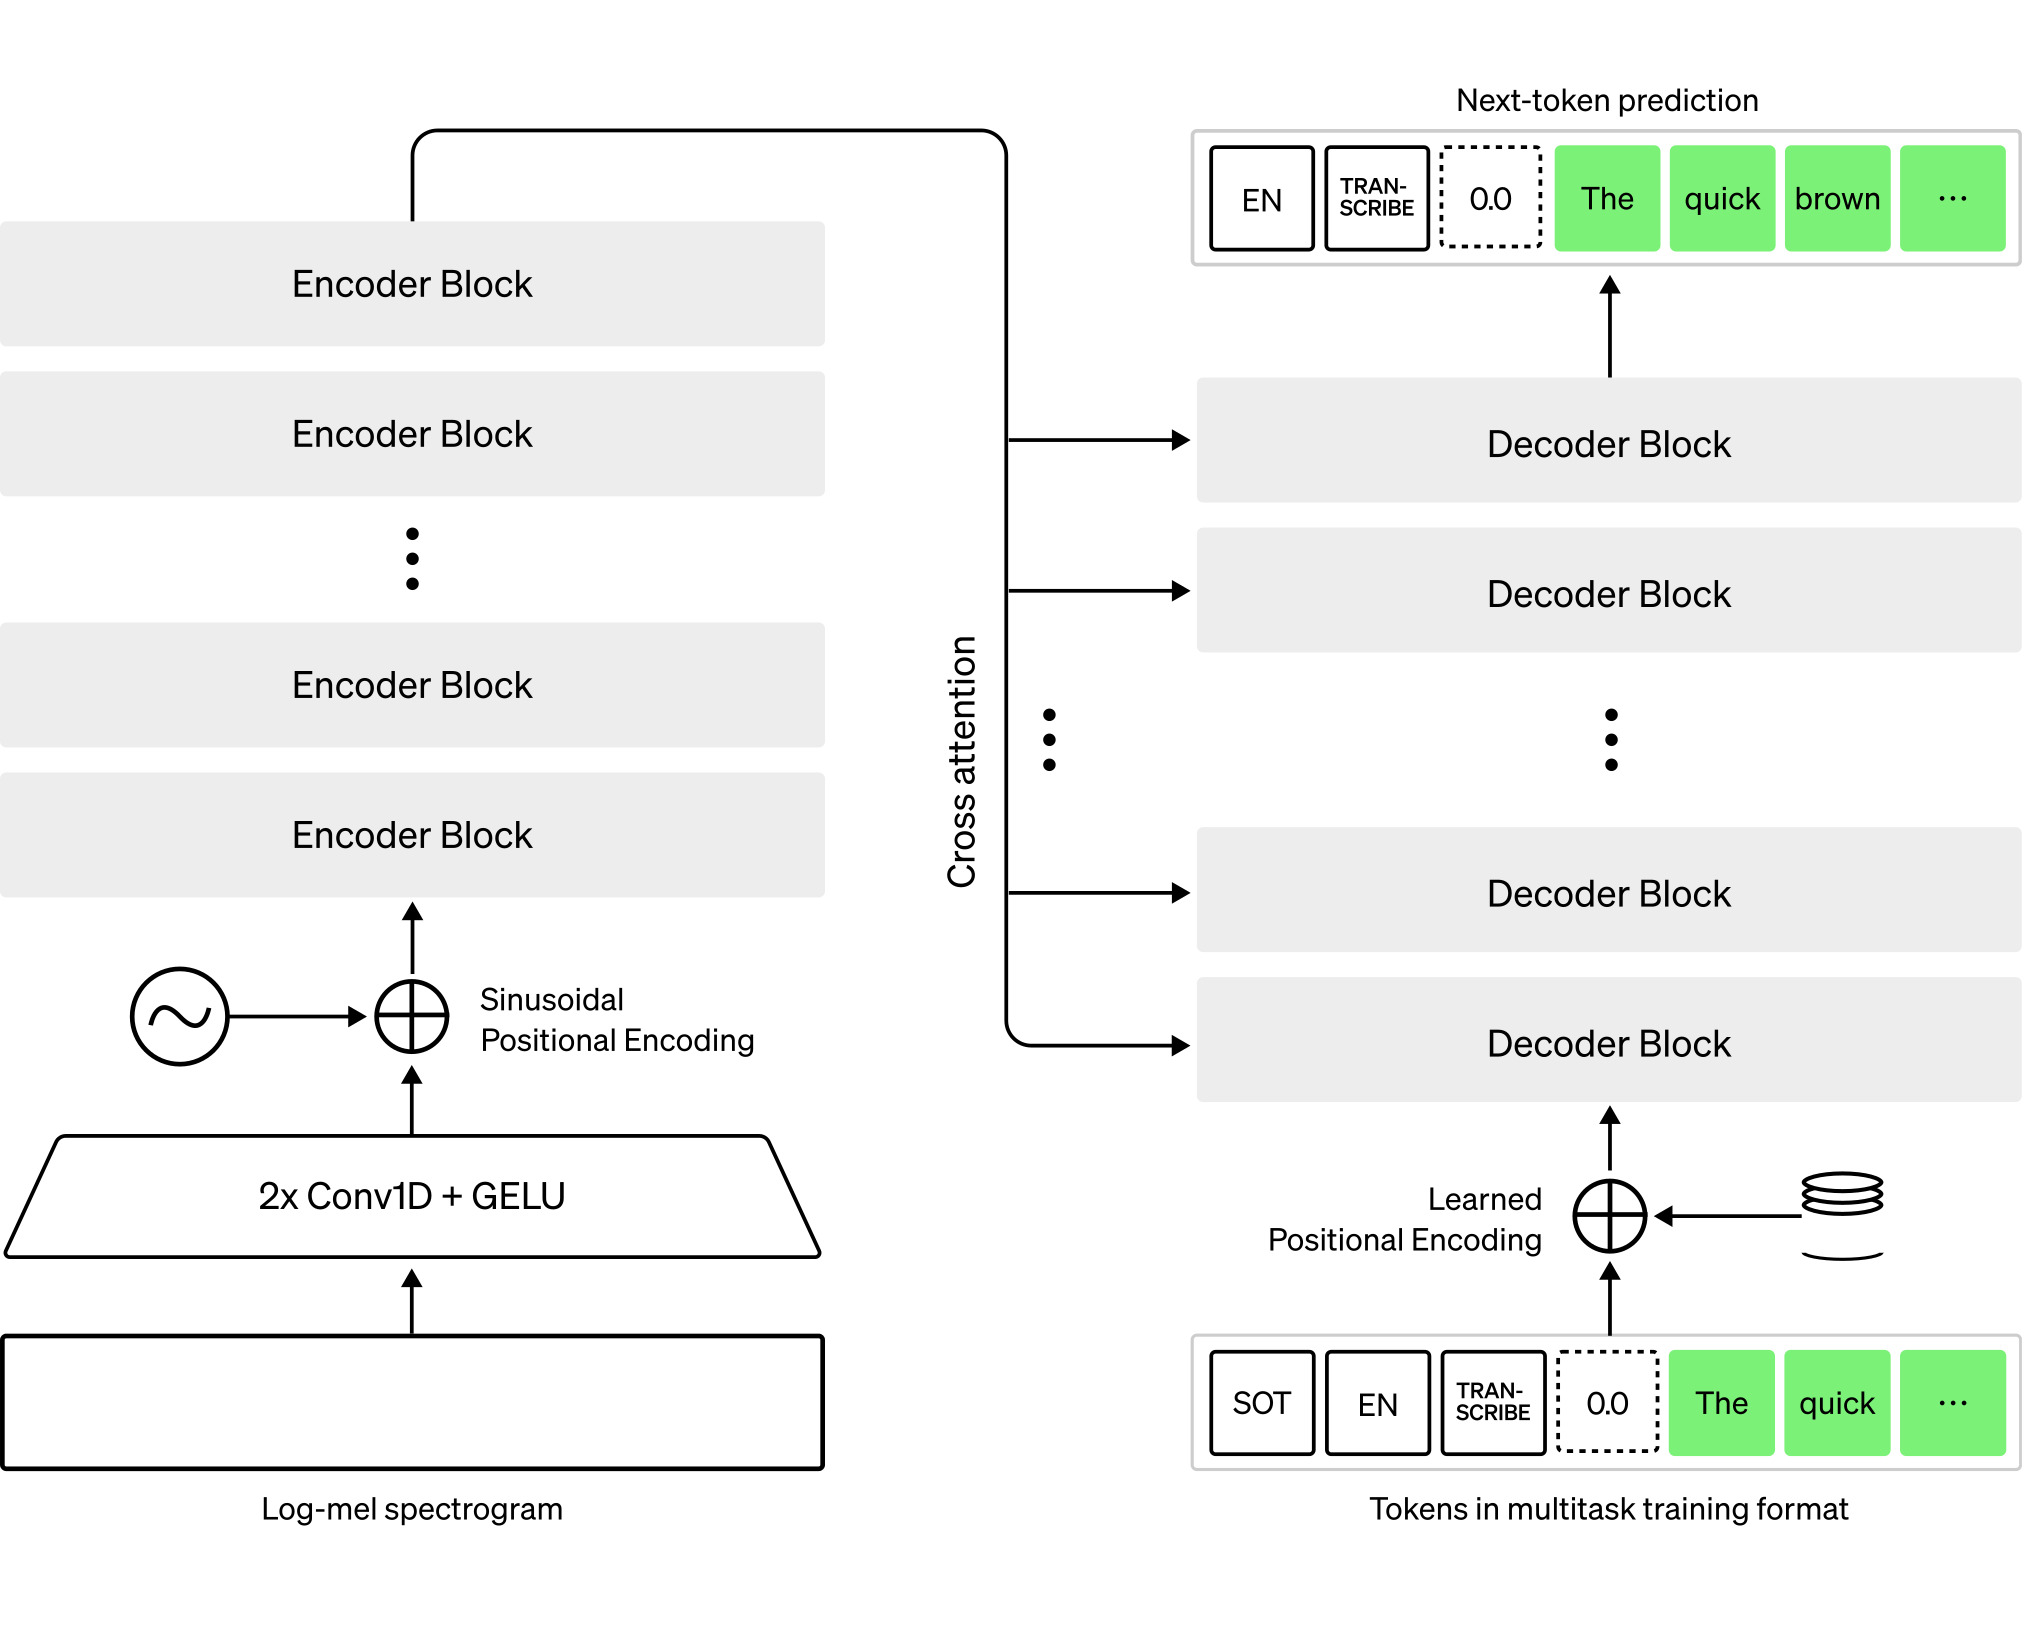 Next-token prediction
EN TRAN-
SCRIBE 0.0 The quick brown ...
Encoder Block
Encoder Block
Encoder Block
Encoder Block
Sinusoidal
Positional Encoding
2x Conv1D + GELU
Log-mel spectrogram
Cross attention
Decoder Block
Decoder Block
Decoder Block
Decoder Block
Learned
Positional Encoding
SOT EN TRAN-
SCRIBE 0.0 The quick ...
Tokens in multitask training format